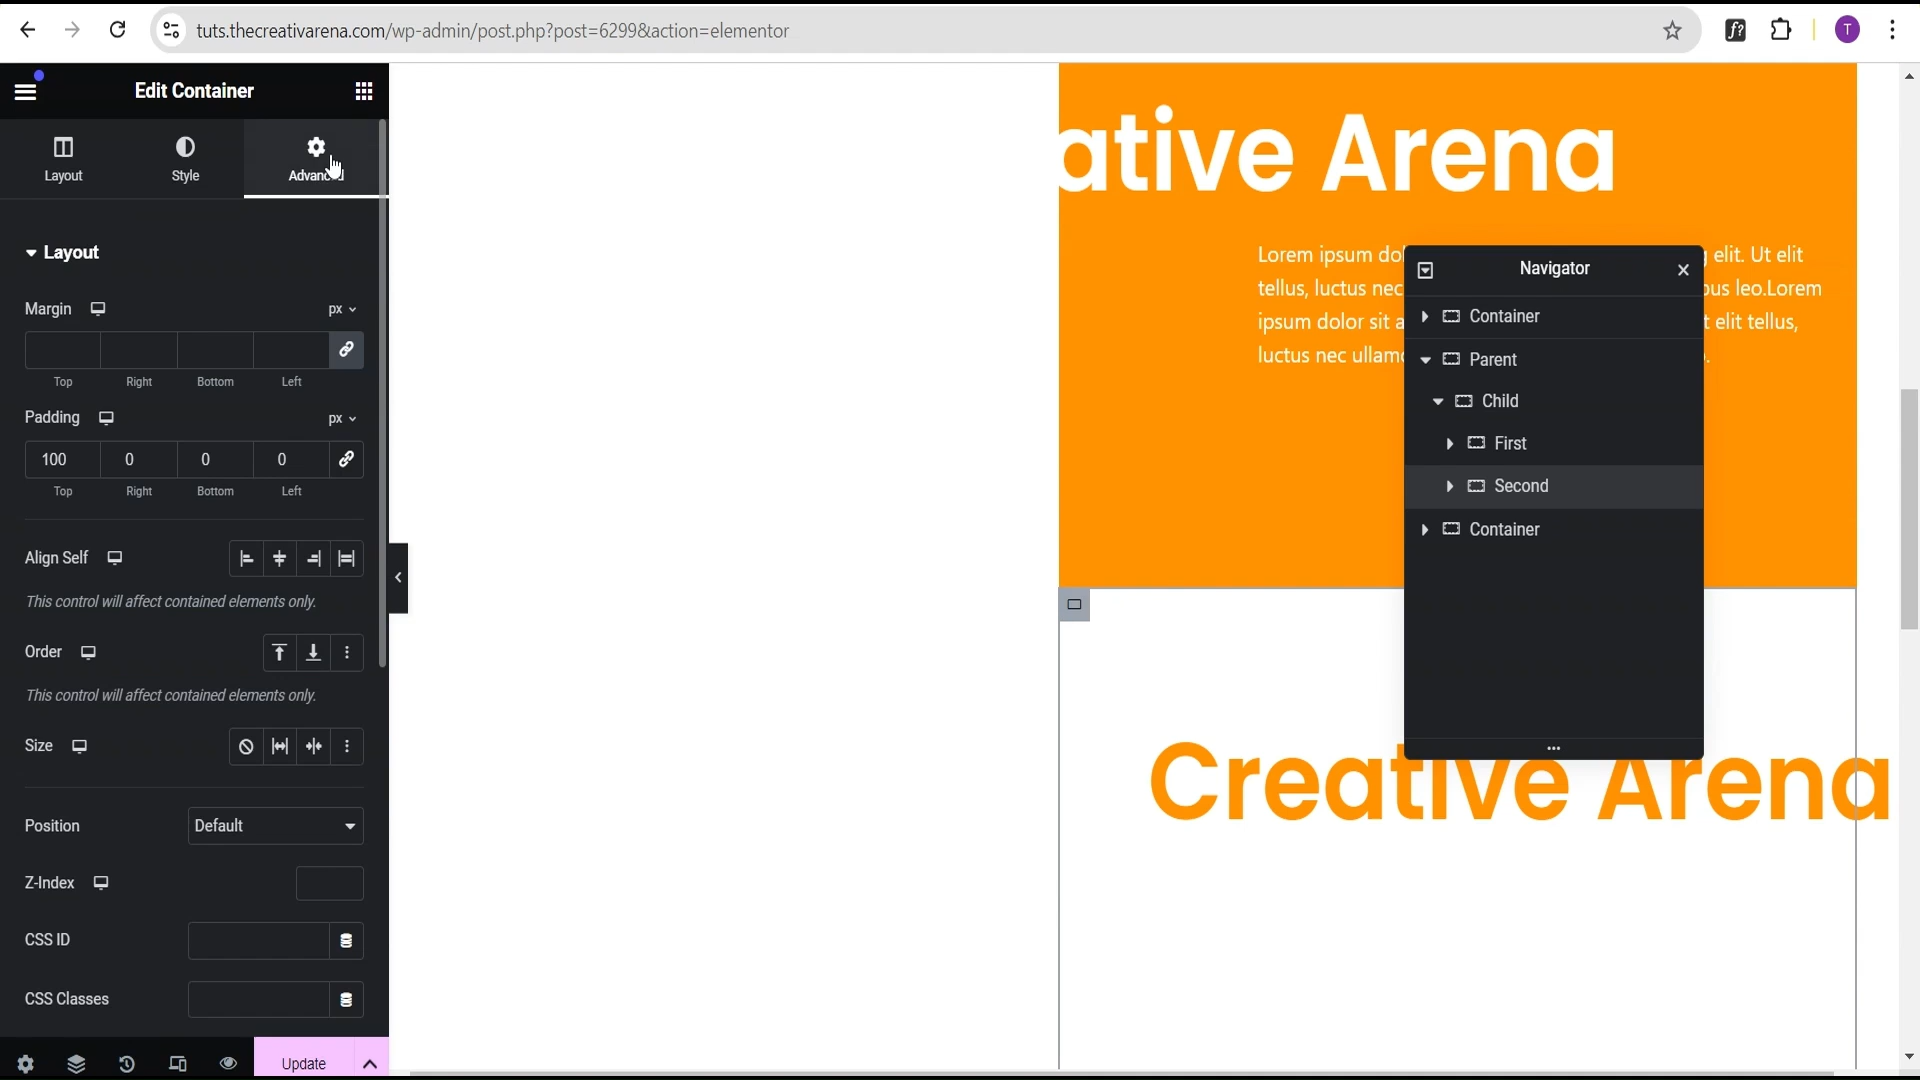 tuts.thecreativarena.com/wp-admin/post.php?post=6299&action=elementor
T
Edit Container
Layout
Style
Layout
Margin
px
Top
Right
Bottom
Left
Padding
px
100
0
0
0
Top
Right
Bottom
Left
Align Self
This control will affect contained elements only.
Order
This control will affect contained elements only.
Size
Position
Default
Z-Index
CSS ID
CSS Classes
Update
ative Arena
Lorem ipsum elit. Ut elit
tellus, luctus nec leo.Lorem
ipsum dolor sit elit tellus,
luctus nec
Navigator
Container
Parent
Child
First
Second
Container
Creative Arena